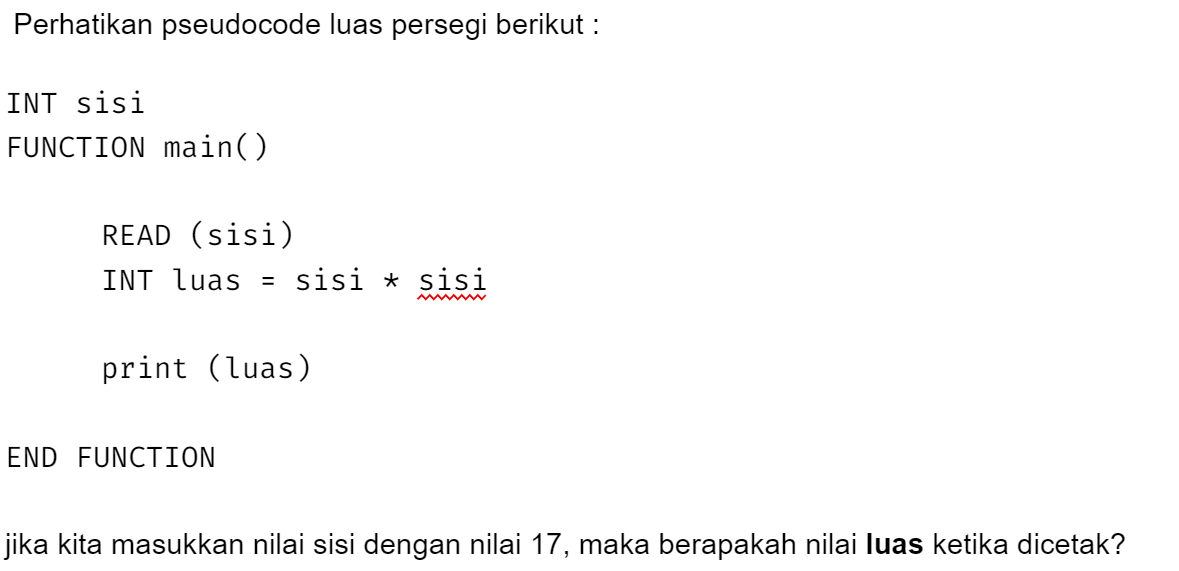 Perhatikan pseudocode luas persegi berikut :
INT sisi
FUNCTION main()
READ (sisi)
INT luas = sisi * sisi
print (luas)
END FUNCTION
jika kita masukkan nilai sisi dengan nilai 17, maka berapakah nilai luas ketika dicetak?